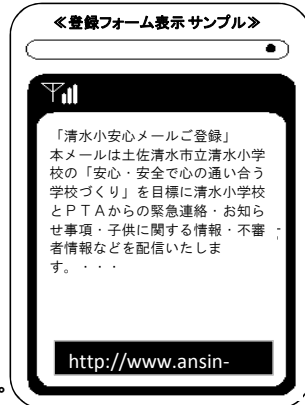 ≪登録フォーム表示サンプル≫
「清水小安心メールご登録」
本メールは土佐清水市立清水小学
校の「安心・安全で心の通い合う
学校づくり」を目標に清水小学校
とＰＴＡからの緊急連絡・お知ら
せ事項・子供に関する情報・不審
者情報などを配信いたしま
す。・・・
http://www.ansin-
。